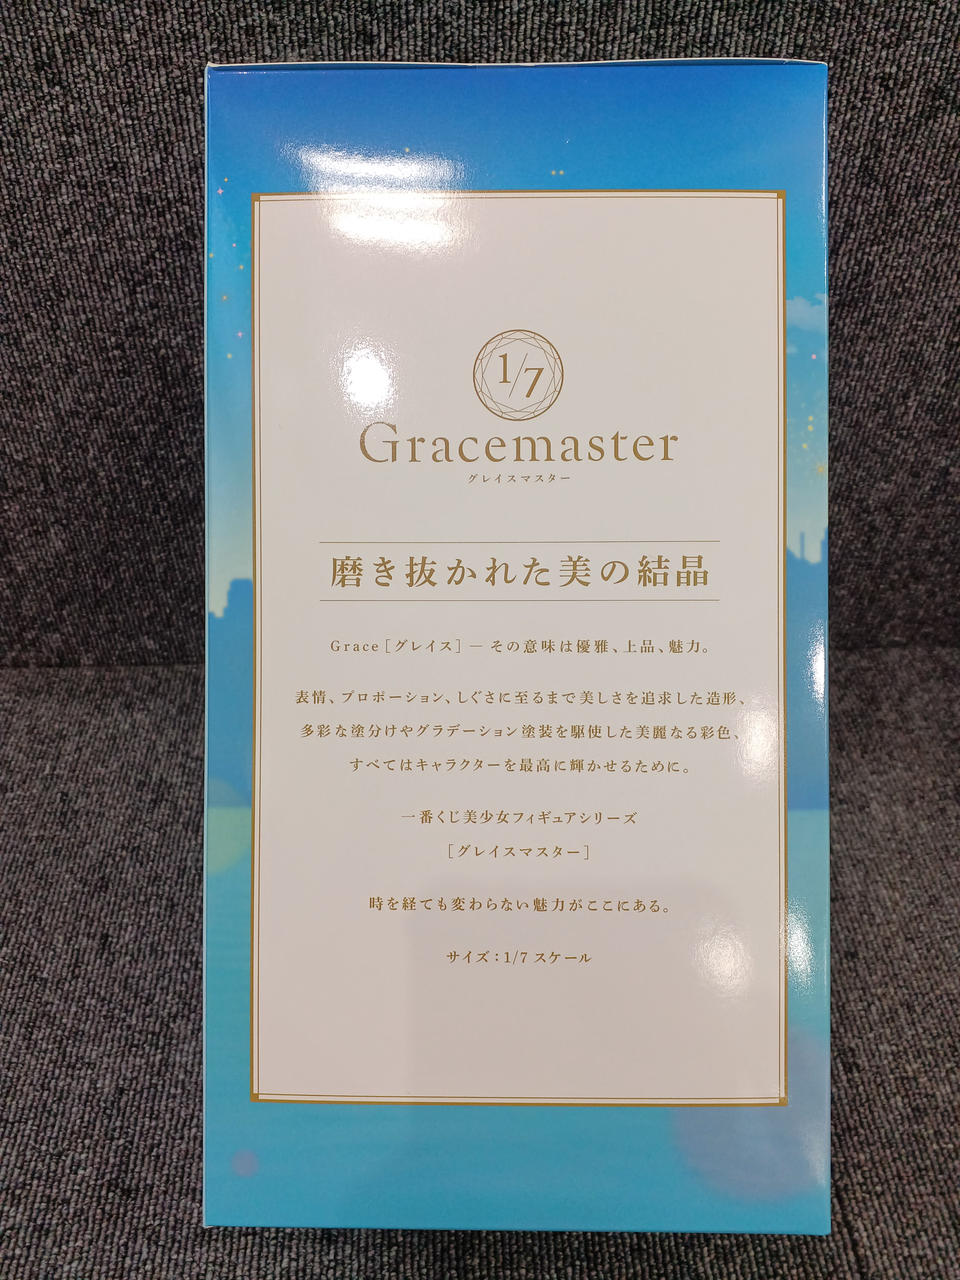 1/7
Gracemaster
グレイスマスター
磨き抜かれた美の結晶
Grace［グレイス］— その意味は優雅、上品、魅力。
表情、プロポーション、しぐさに至るまで美しさを追求した造形、
多彩な塗分けやグラデーション塗装を駆使した美麗なる彩色、
すべてはキャラクターを最高に輝かせるために。
一番くじ美少女フィギュアシリーズ
［グレイスマスター］
時を経ても変わらない魅力がここにある。
サイズ：1/7 スケール